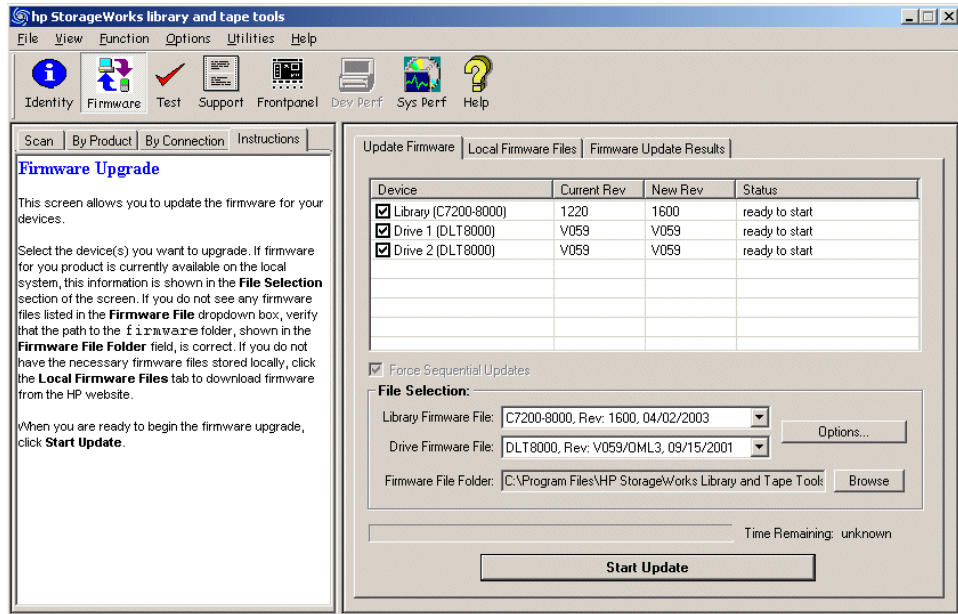 hp StorageWorks library and tape tools
File View Function Options Utilities Help
Identity Firmware Test Support Frontpanel Dev Perf Sys Perf Help
Scan By Product By Connection Instructions
Firmware Upgrade
This screen allows you to update the firmware for your
devices.
Select the device(s) you want to upgrade. If firmware
for you product is currently available on the local
system, this information is shown in the File Selection
section of the screen. If you do not see any firmware
files listed in the Firmware File dropdown box, verify
that the path to the firmware folder, shown in the
Firmware File Folder field, is correct. If you do not
have the necessary firmware files stored locally, click
the Local Firmware Files tab to download firmware
from the HP website.
When you are ready to begin the firmware upgrade,
click Start Update.
Update Firmware Local Firmware Files Firmware Update Results
Device Current Rev New Rev Status
Library (C7200-8000) 1220 1600 ready to start
Drive 1 (DLT8000) V059 V059 ready to start
Drive 2 (DLT8000) V059 V059 ready to start
Force Sequential Updates
File Selection:
Library Firmware File: C7200-8000, Rev: 1600, 04/02/2003
Options...
Drive Firmware File: DLT8000, Rev: V059/OML3, 09/15/2001
Firmware File Folder: C:\Program Files\HP StorageWorks Library and Tape Tools Browse
Time Remaining: unknown
Start Update